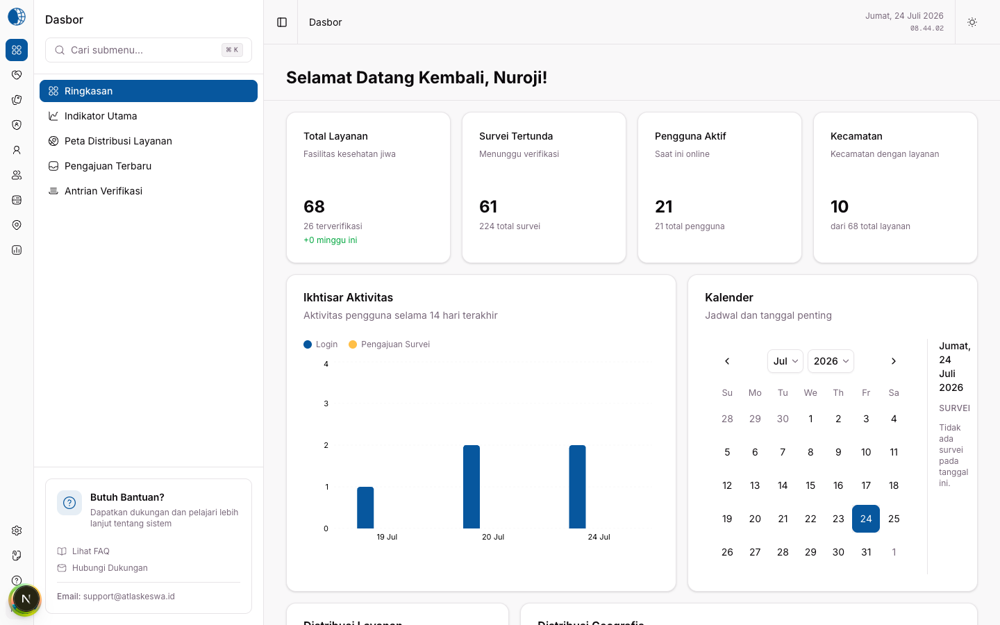 Dasbor
Cari submenu...
⌘ K
Ringkasan
Indikator Utama
Peta Distribusi Layanan
Pengajuan Terbaru
Antrian Verifikasi
Butuh Bantuan?
Dapatkan dukungan dan pelajari lebih
lanjut tentang sistem
Lihat FAQ
Hubungi Dukungan
Email: support@atlaskeswa.id
N
Dasbor
Jumat, 24 Juli 2026
08.44.02
Selamat Datang Kembali, Nuroji!
Total Layanan
Fasilitas kesehatan jiwa
68
26 terverifikasi
+0 minggu ini
Survei Tertunda
Menunggu verifikasi
61
224 total survei
Pengguna Aktif
Saat ini online
21
21 total pengguna
Kecamatan
Kecamatan dengan layanan
10
dari 68 total layanan
Ikhtisar Aktivitas
Aktivitas pengguna selama 14 hari terakhir
Login
Pengajuan Survei
4
3
2
1
0
19 Jul
20 Jul
24 Jul
Kalender
Jadwal dan tanggal penting
Jul
2026
Su Mo Tu We Th Fr Sa
28 29 30 1 2 3 4
5 6 7 8 9 10 11
12 13 14 15 16 17 18
19 20 21 22 23 24 25
26 27 28 29 30 31 1
Jumat,
24
Juli
2026
SURVEI
Tidak
ada
survei
pada
tanggal
ini.
Distribusi Layanan
Distribusi Geografis